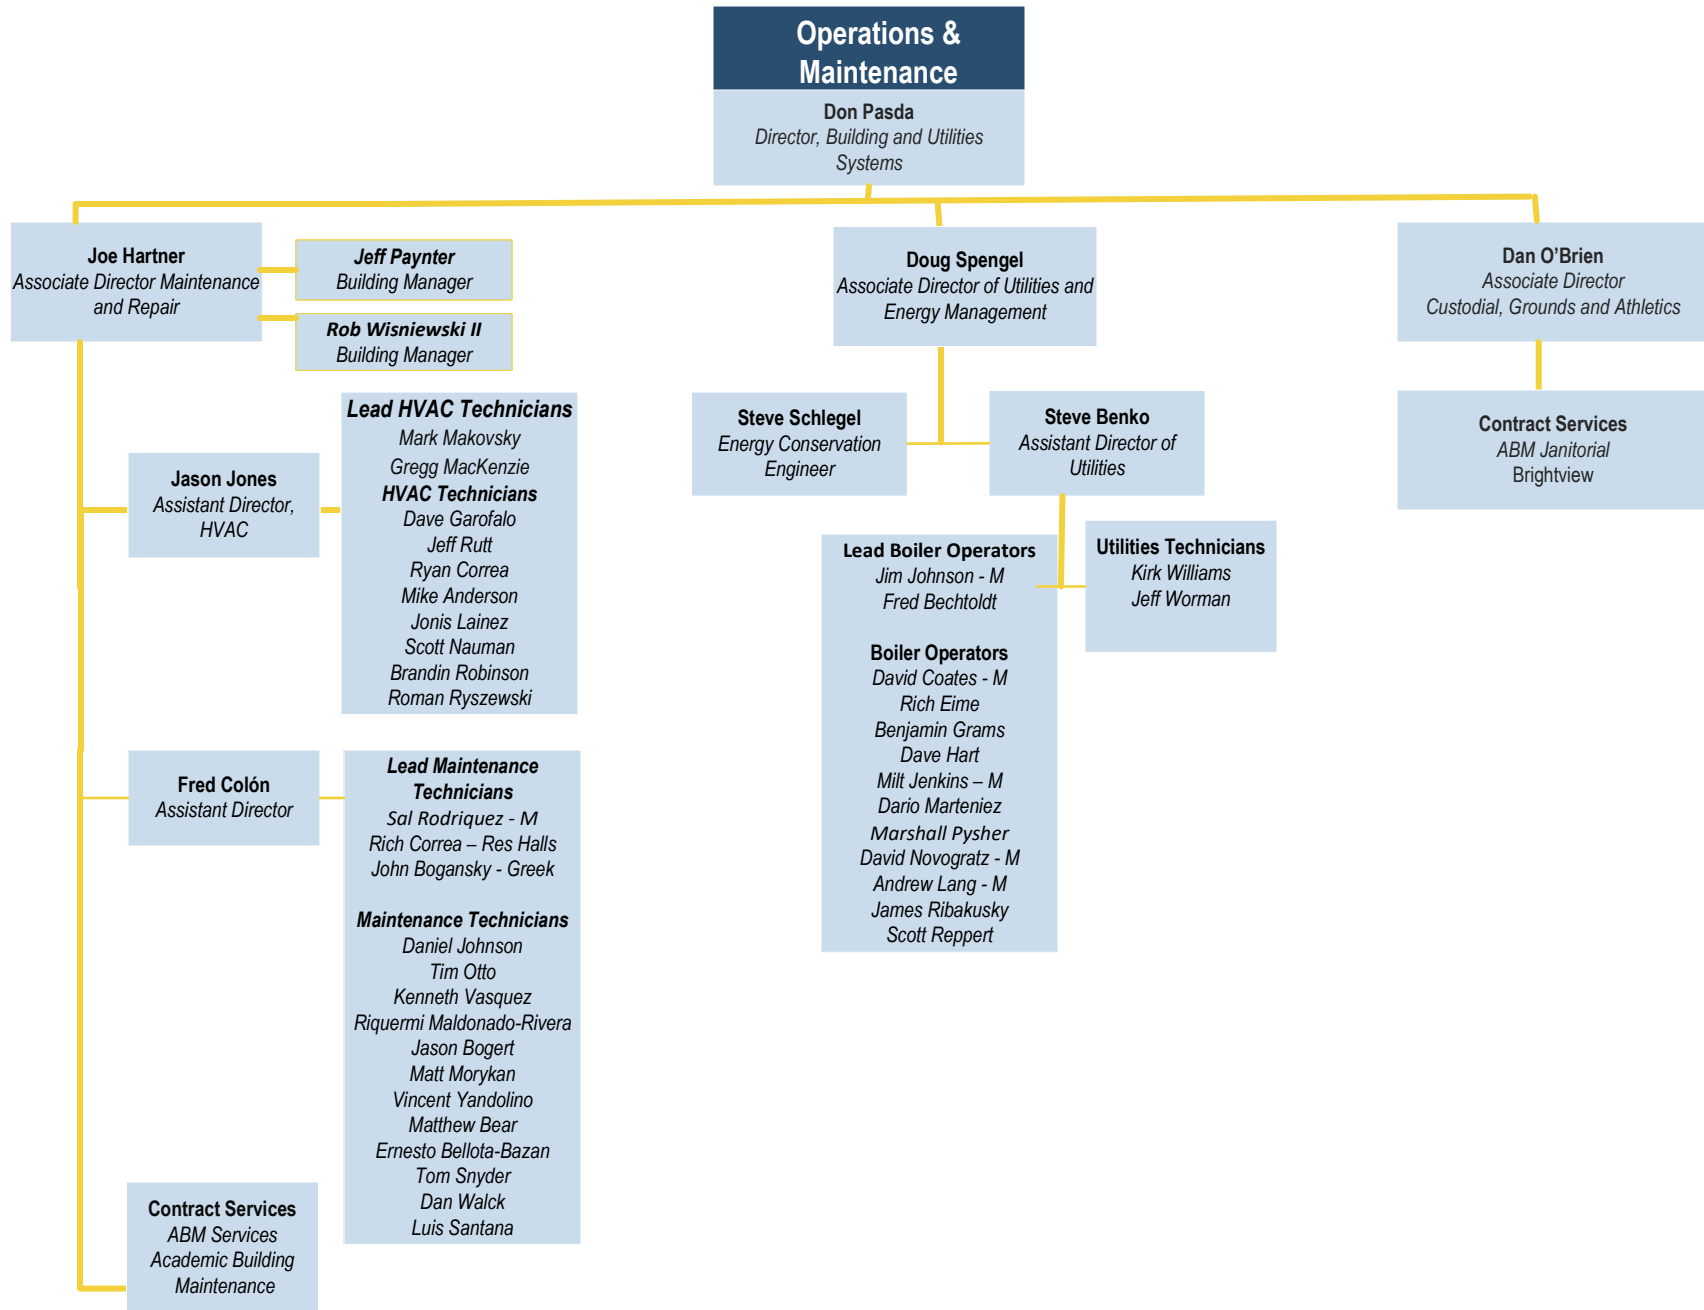 Operations &
Maintenance
Don Pasda
Director, Building and Utilities
Systems
Joe Hartner
Associate Director Maintenance
and Repair
Jeff Paynter
Building Manager
Rob Wisniewski II
Building Manager
Doug Spengel
Associate Director of Utilities and
Energy Management
Dan O’Brien
Associate Director
Custodial, Grounds and Athletics
Jason Jones
Assistant Director,
HVAC
Lead HVAC Technicians
Mark Makovsky
Gregg MacKenzie
HVAC Technicians
Dave Garofalo
Jeff Rutt
Ryan Correa
Mike Anderson
Jonis Lainez
Scott Nauman
Brandin Robinson
Roman Ryszewski
Steve Schlegel
Energy Conservation
Engineer
Steve Benko
Assistant Director of
Utilities
Contract Services
ABM Janitorial
Brightview
Lead Boiler Operators
Jim Johnson - M
Fred Bechtoldt
Boiler Operators
David Coates - M
Rich Eime
Benjamin Grams
Dave Hart
Milt Jenkins – M
Dario Marteniez
Marshall Pysher
David Novogratz - M
Andrew Lang - M
James Ribakusky
Scott Reppert
Utilities Technicians
Kirk Williams
Jeff Worman
Fred Colón
Assistant Director
Lead Maintenance
Technicians
Sal Rodriquez - M
Rich Correa – Res Halls
John Bogansky - Greek
Maintenance Technicians
Daniel Johnson
Tim Otto
Kenneth Vasquez
Riquermi Maldonado-Rivera
Jason Bogert
Matt Morykan
Vincent Yandolino
Matthew Bear
Ernesto Bellota-Bazan
Tom Snyder
Dan Walck
Luis Santana
Contract Services
ABM Services
Academic Building
Maintenance